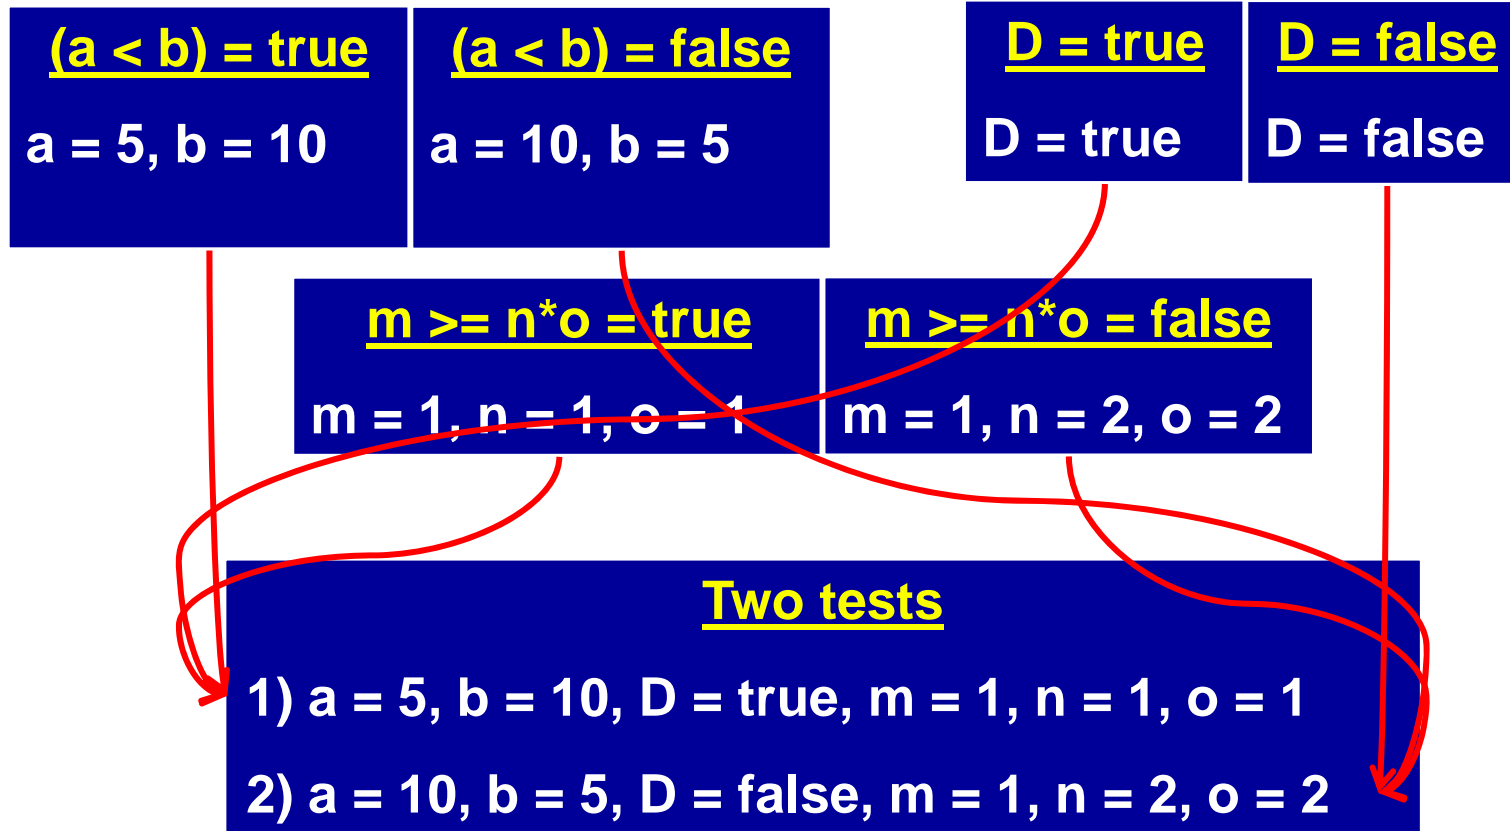 (a < b) = true
a = 5, b = 10
(a < b) = false
a = 10, b = 5
D = true
D = true
D = false
D = false
m >= n*o = true
m = 1, n = 1, o = 1
m >= n*o = false
m = 1, n = 2, o = 2
Two tests
1) a = 5, b = 10, D = true, m = 1, n = 1, o = 1
2) a = 10, b = 5, D = false, m = 1, n = 2, o = 2